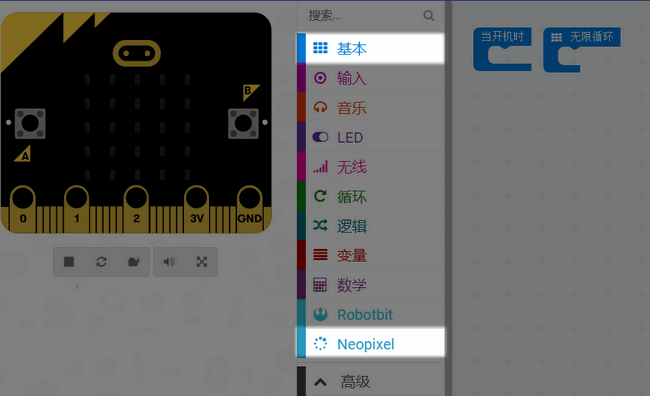 搜索...
基本
输入
音乐
LED
无线
循环
逻辑
变量
数学
Robotbit
Neopixel
高级
当开机时
无限循环
B
A
0
1
2
3V
GND